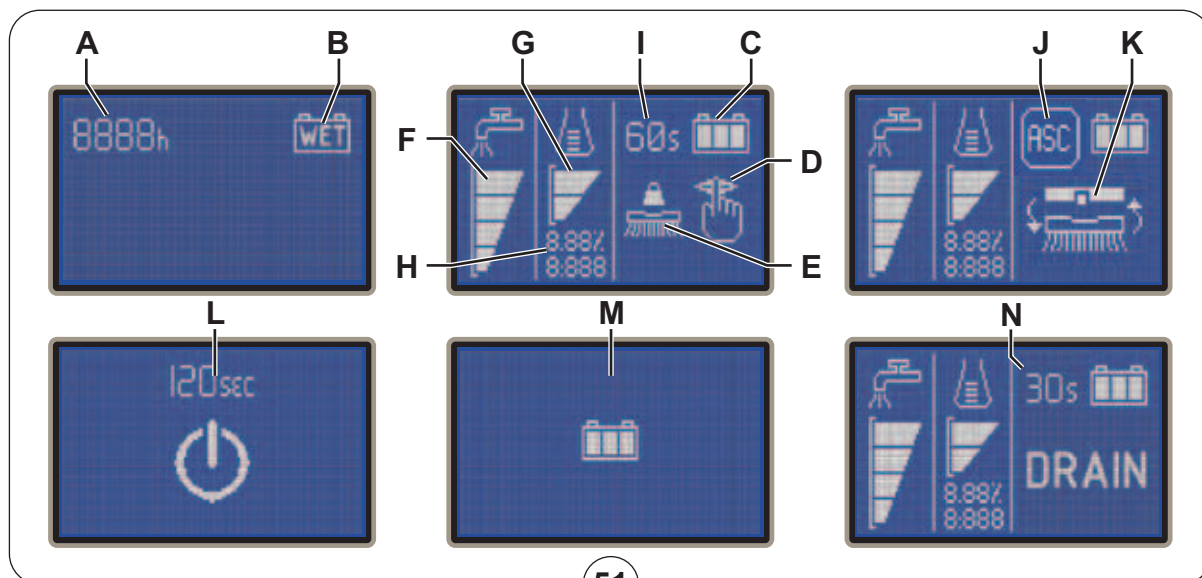 A B G I C J K
8888h WET
F 60s ASC
D
H 8.88% E 8.88%
8:888 8:888
L M N
120SEC 30s
DRAIN
8.88%
8:888
51